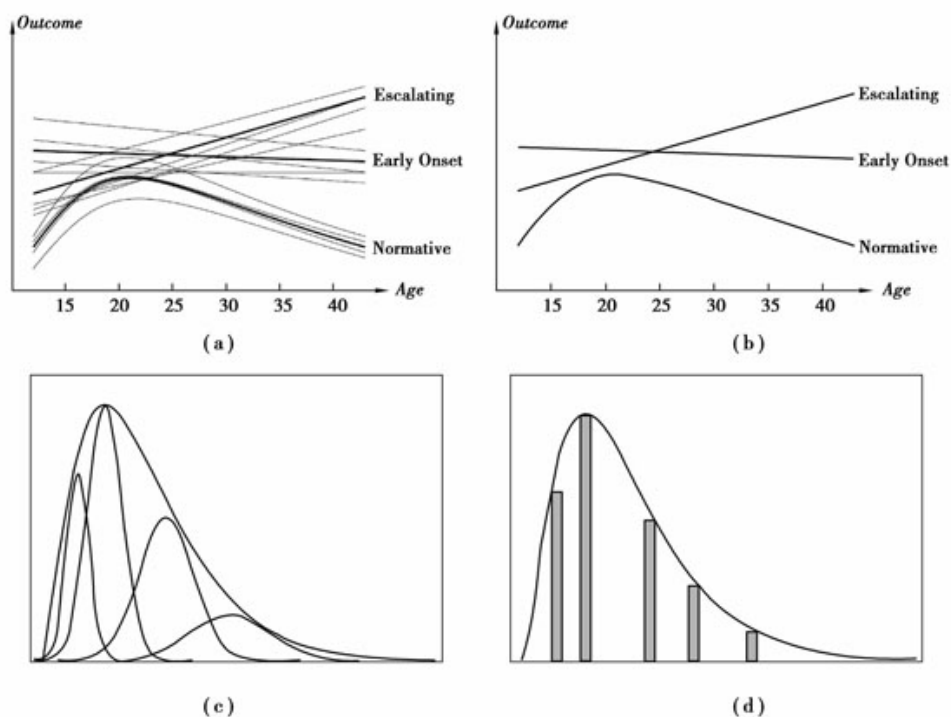 Outcome
Escalating
Early Onset
Normative
15 20 25 30 35 40 Age
(a)
Outcome
Escalating
Early Onset
Normative
15 20 25 30 35 40 Age
(b)
(c)
(d)